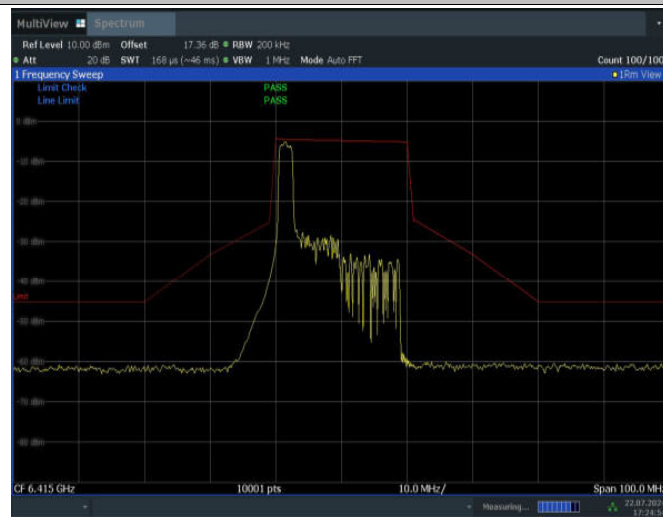 MultiView Spectrum
Ref Level 10.00 dBm Offset 17.36 dB RBW 200 kHz
Att 20 dB SWT 168 µs (~46 ms) VBW 1 MHz Mode Auto FFT Count 100/100
1 Frequency Sweep 1Rm View
Limit Check PASS
Line Limit PASS
0 dBm
-10 dBm
-20 dBm
-30 dBm
-40 dBm
-50 dBm
-60 dBm
-70 dBm
-80 dBm
CF 6.415 GHz 10001 pts 10.0 MHz/ Span 100.0 MH
Measuring... 22.07.202
17:24:5